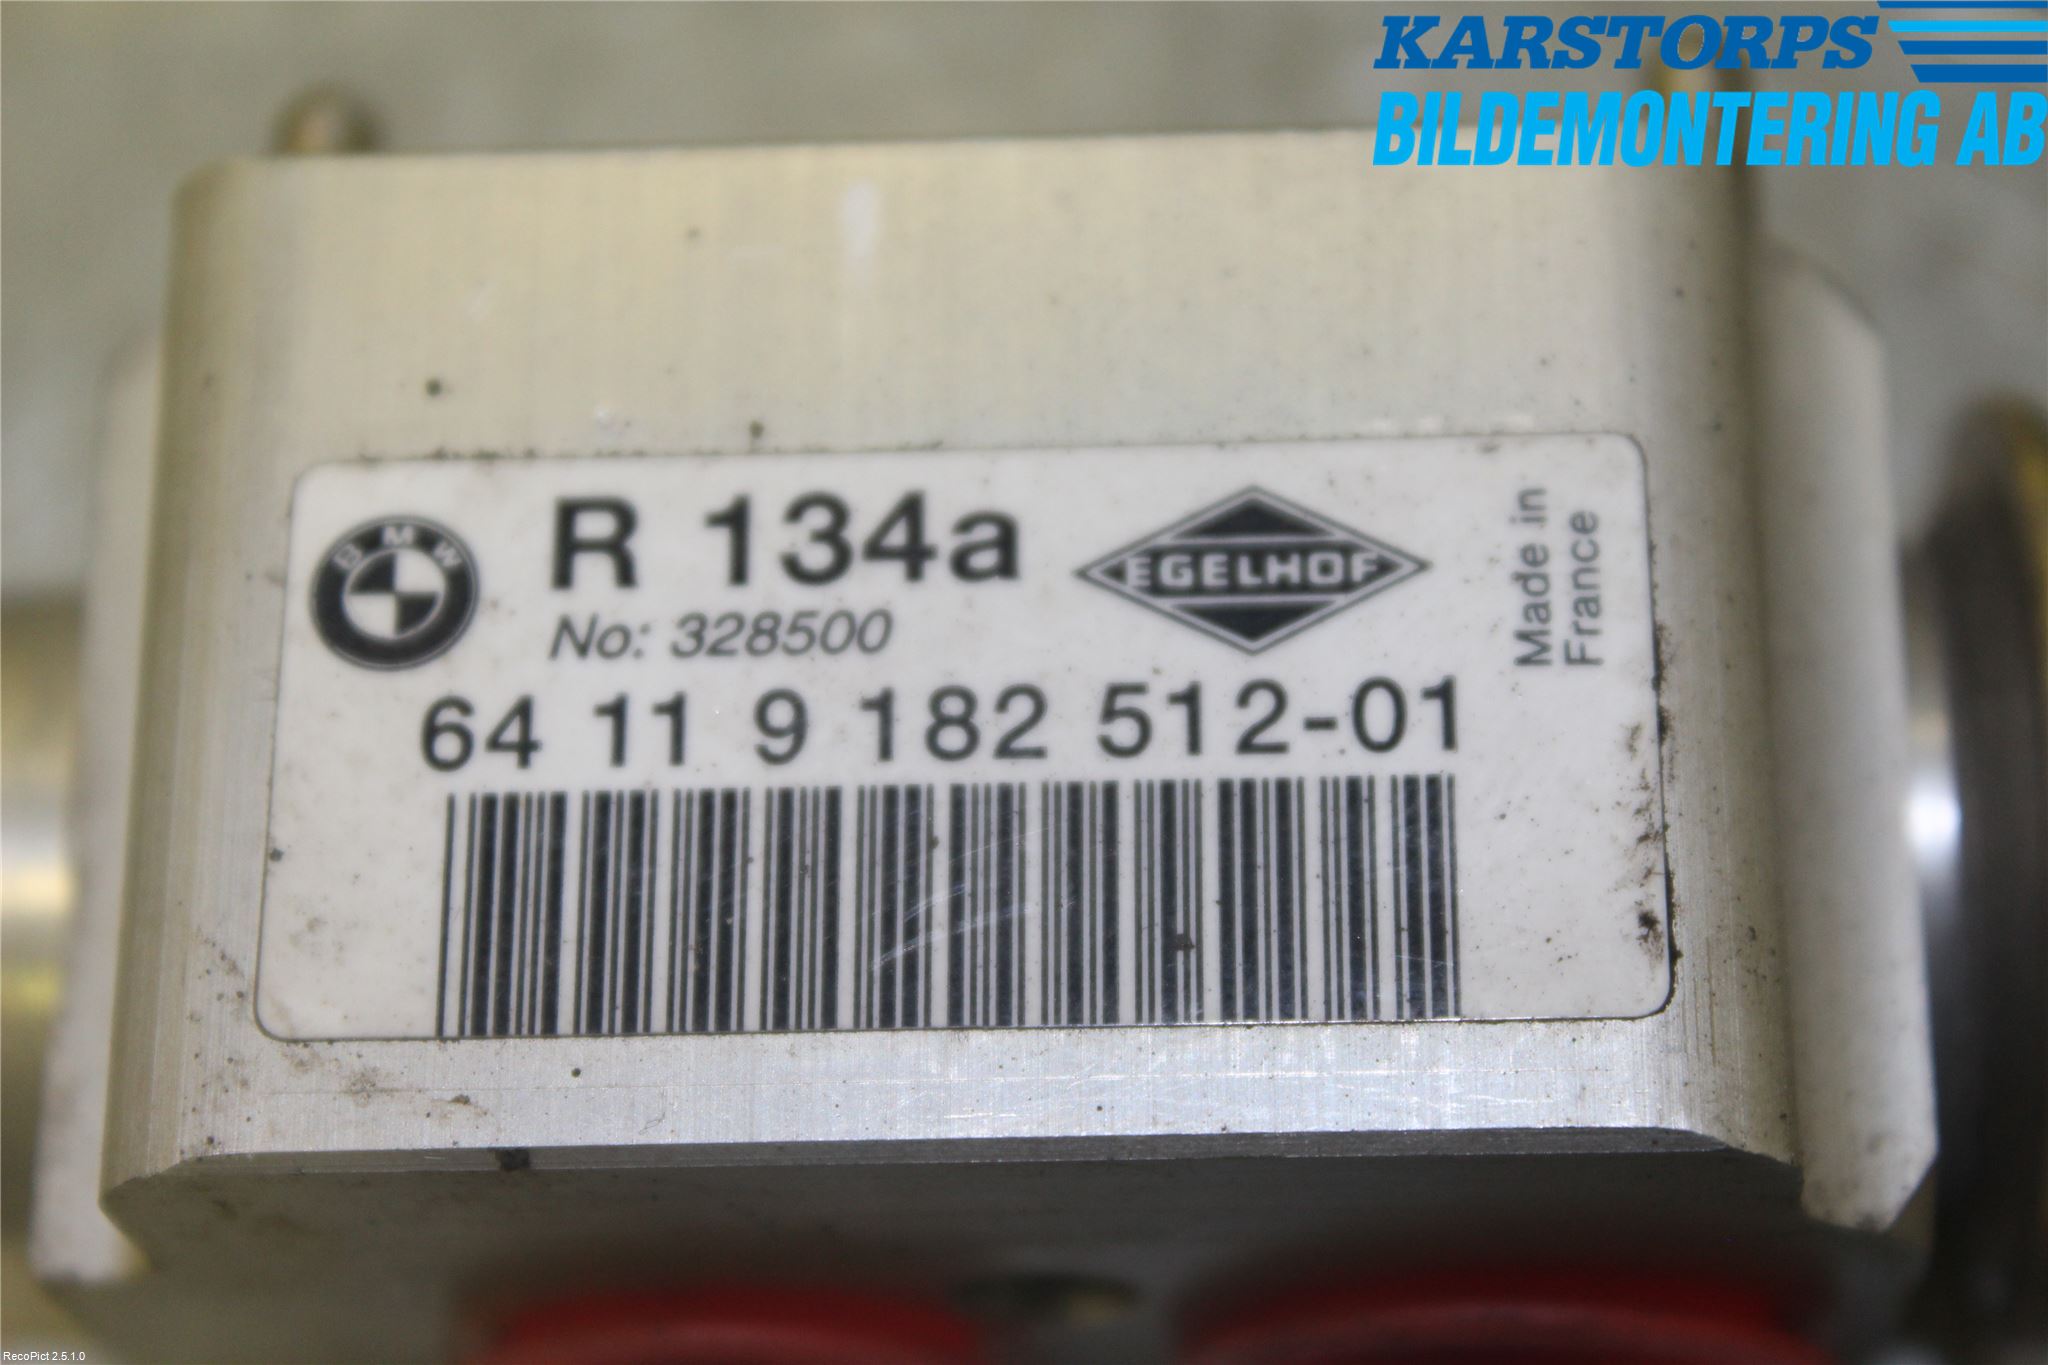 KARSTORPS
BILDEMONTERING AB
BMW
R 134a
EGELHOF
Made in
France
No: 328500
64 11 9 182 512-01
RecoPict 2.5.1.0